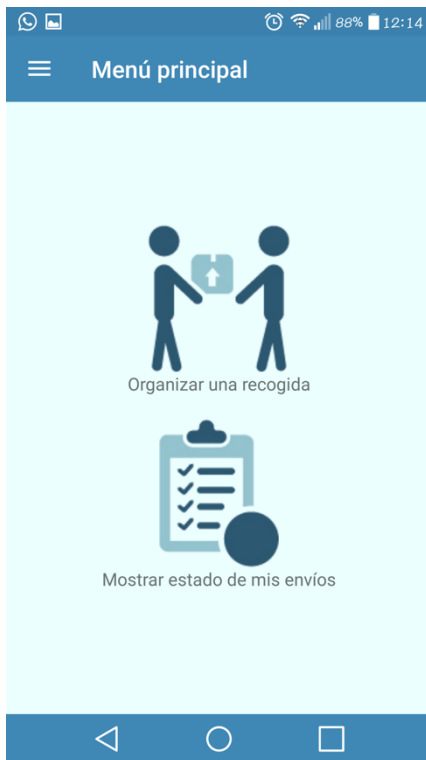 88% 12:14
Menú principal
Organizar una recogida
Mostrar estado de mis envíos